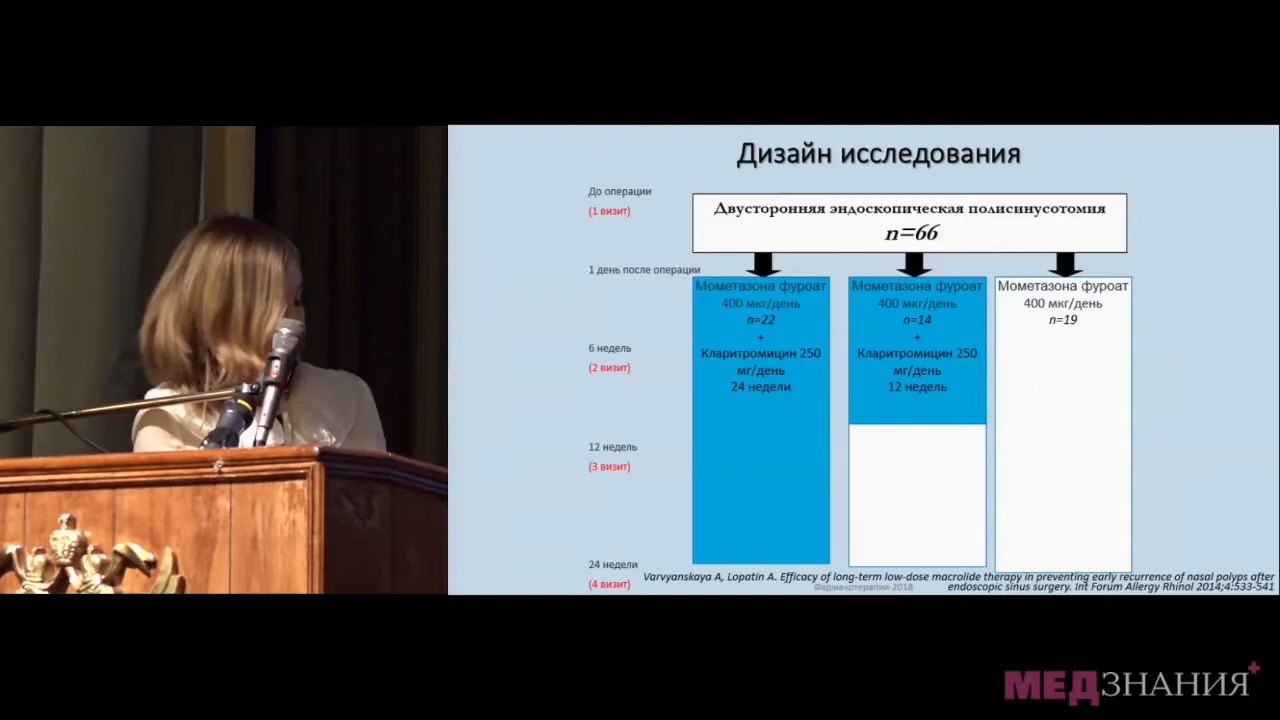 Дизайн исследования
До операции
(1 визит)
Двусторонняя эндоскопическая полисинусотомия
n=66
1 день после операции
Мометазона фуроат
400 мкг/день
n=22
+
Кларитромицин 250
мг/день
24 недели
Мометазона фуроат
400 мкг/день
n=14
+
Кларитромицин 250
мг/день
12 недель
Мометазона фуроат
400 мкг/день
n=19
6 недель
(2 визит)
12 недель
(3 визит)
24 недели
(4 визит)
Varvyanskaya A, Lopatin A. Efficacy of long-term low-dose macrolide therapy in preventing early recurrence of nasal polyps after
endoscopic sinus surgery. Int Forum Allergy Rhinol 2014;4:533-541
Фармакотерапия 2018
МЕДЗНАНИЯ+